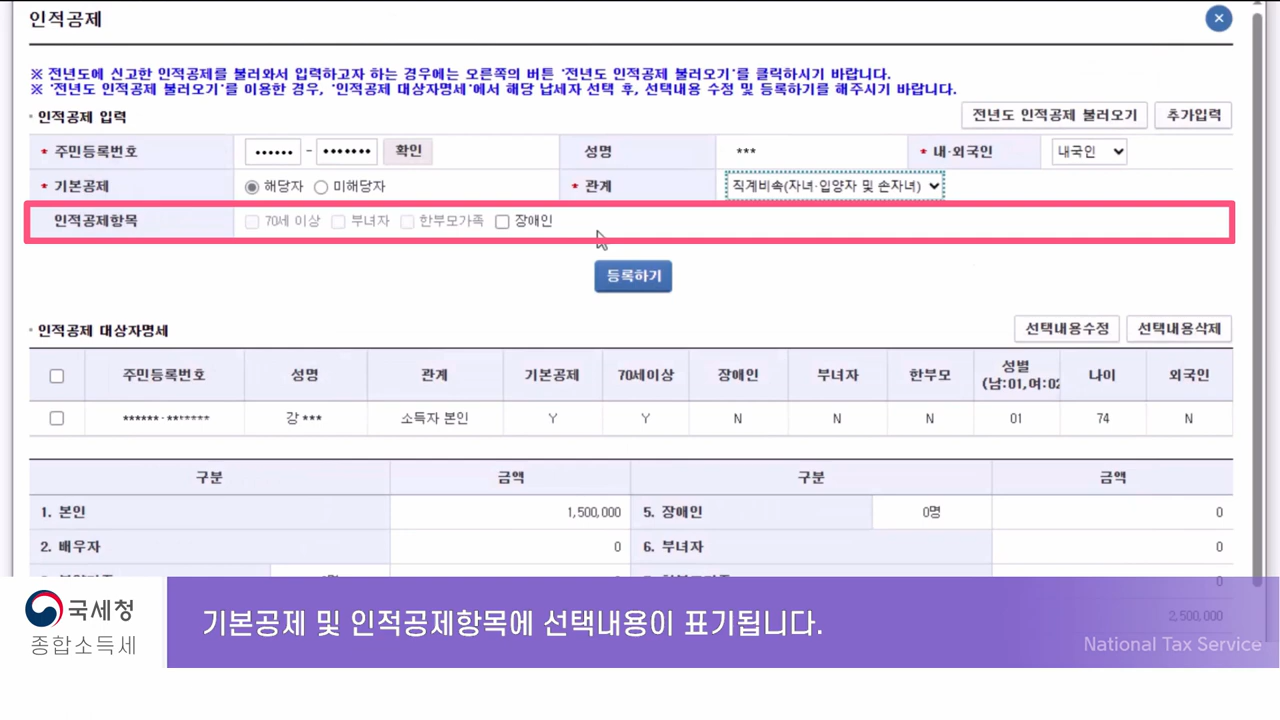 인적공제
※ 전년도에 신고한 인적공제를 불러와서 입력하고자 하는 경우에는 오른쪽의 버튼 '전년도 인적공제 불러오기'를 클릭하시기 바랍니다.
※ '전년도 인적공제 불러오기'를 이용한 경우, '인적공제 대상자명세'에서 해당 납세자 선택 후, 선택내용 수정 및 등록하기를 해주시기 바랍니다.
· 인적공제 입력 전년도 인적공제 불러오기 추가입력
* 주민등록번호 •••••• - ••••••• 확인 성명 *** * 내·외국인 내국인
* 기본공제 해당자 미해당자 * 관계 직계비속(자녀·입양자 및 손자녀)
인적공제항목 70세 이상 부녀자 한부모가족 장애인
등록하기
· 인적공제 대상자명세 선택내용수정 선택내용삭제
주민등록번호 성명 관계 기본공제 70세이상 장애인 부녀자 한부모 성별 (남:01,여:02 나이 외국인
******-******* 강 *** 소득자 본인 Y Y N N N 01 74 N
구분 금액 구분 금액
1. 본인 1,500,000 5. 장애인 0명 0
2. 배우자 0 6. 부녀자 0
0
2,500,000
국세청
종합소득세
기본공제 및 인적공제항목에 선택내용이 표기됩니다.
National Tax Service